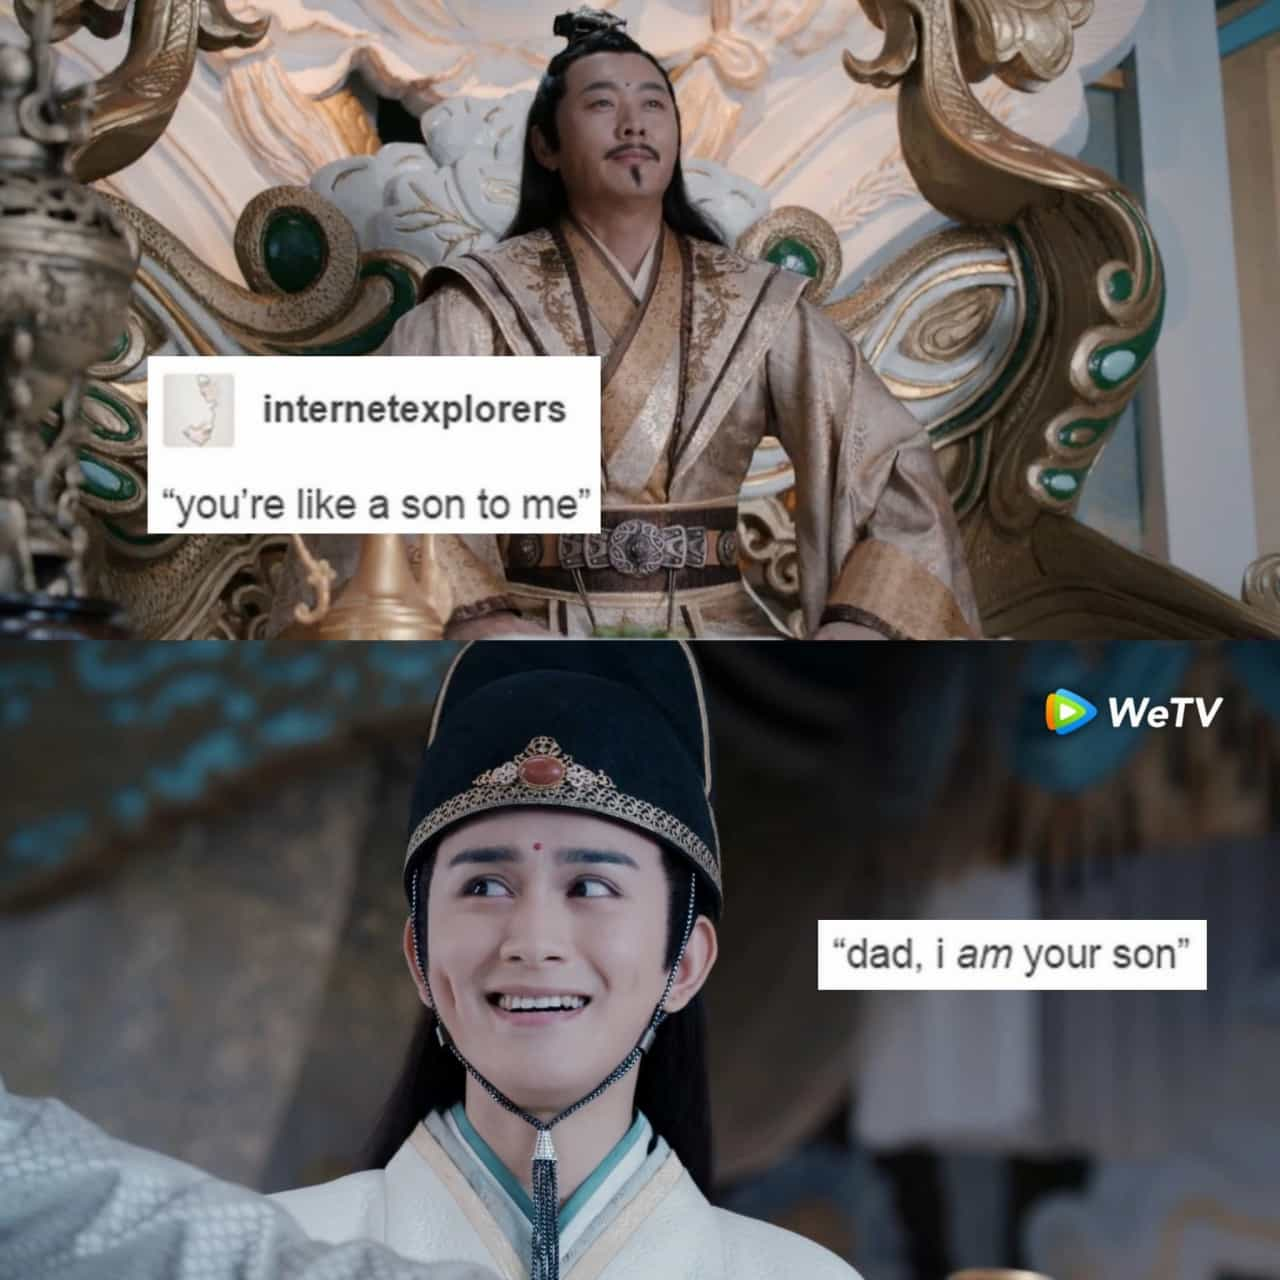 internetexplorers
“you’re like a son to me”
WeTV
“dad, i am your son”